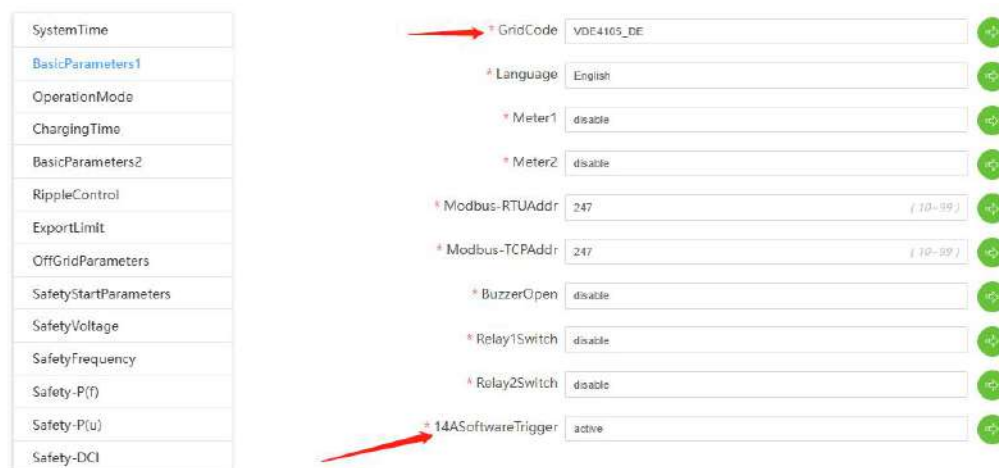 SystemTime
BasicParameters1
OperationMode
ChargingTime
BasicParameters2
RippleControl
ExportLimit
OffGridParameters
SafetyStartParameters
SafetyVoltage
SafetyFrequency
Safety-P(f)
Safety-P(u)
Safety-DCI
* GridCode VDE4105_DE
* Language English
* Meter1 disable
* Meter2 disable
* Modbus-RTUAddr 247 ( 10~99 )
* Modbus-TCPAddr 247 ( 10~99 )
* BuzzerOpen disable
* Relay1Switch disable
* Relay2Switch disable
* 14ASoftwareTrigger active